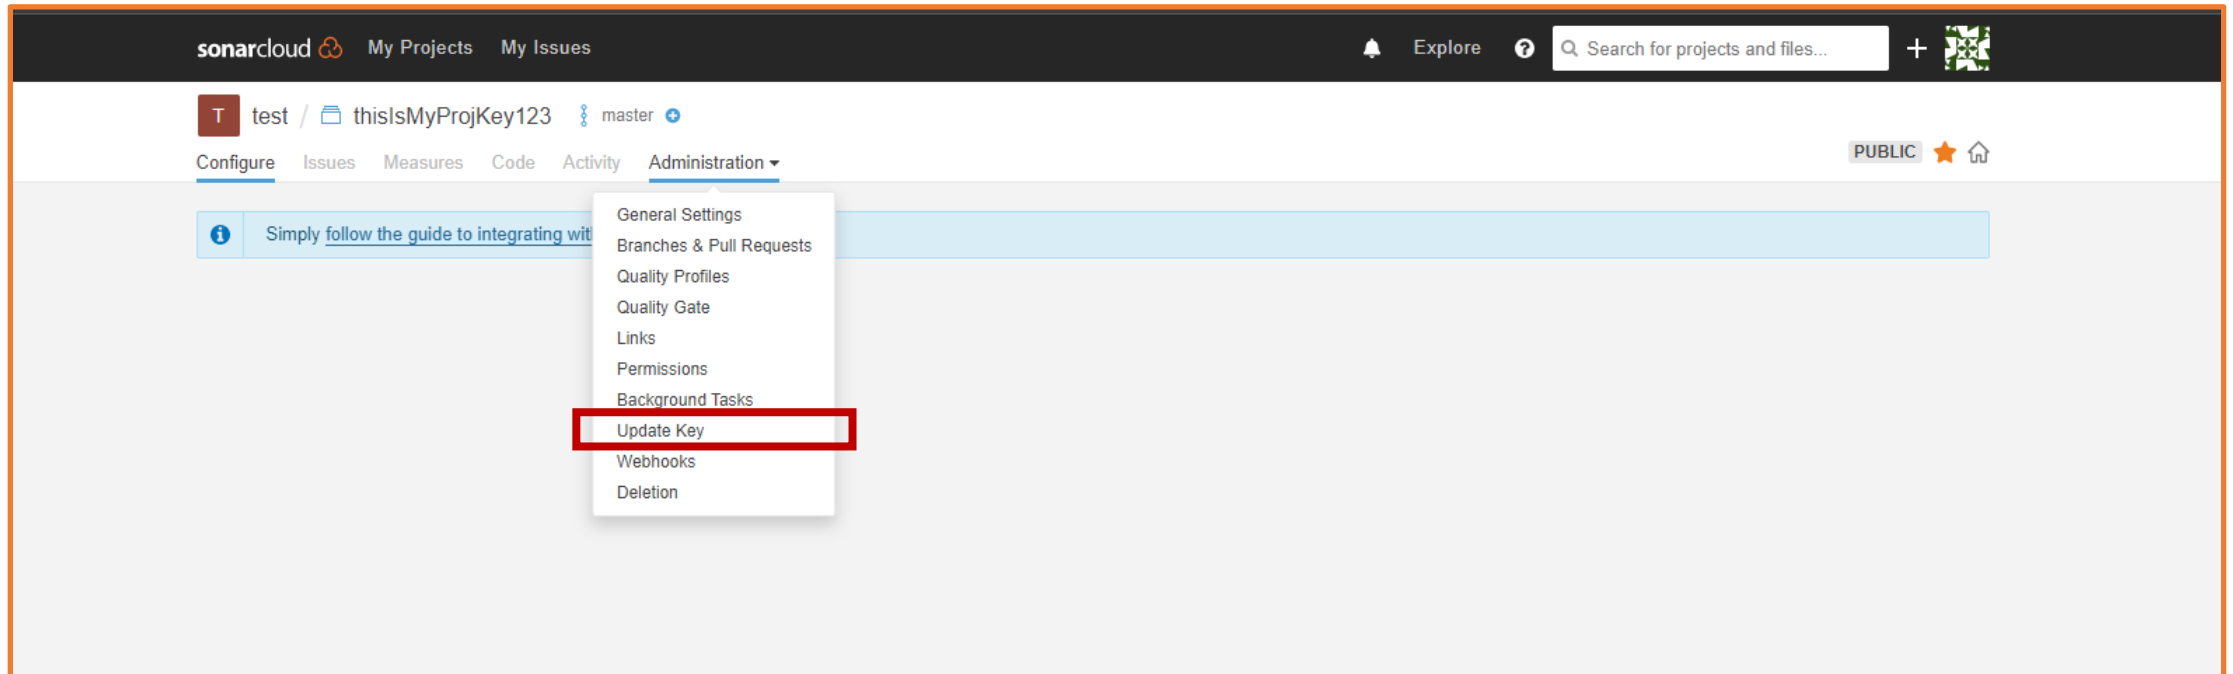 sonarcloud My Projects My Issues Explore Search for projects and files...
T test / thisIsMyProjKey123 master
Configure Issues Measures Code Activity Administration PUBLIC
Simply follow the guide to integrating
General Settings
Branches & Pull Requests
Quality Profiles
Quality Gate
Links
Permissions
Background Tasks
Update Key
Webhooks
Deletion